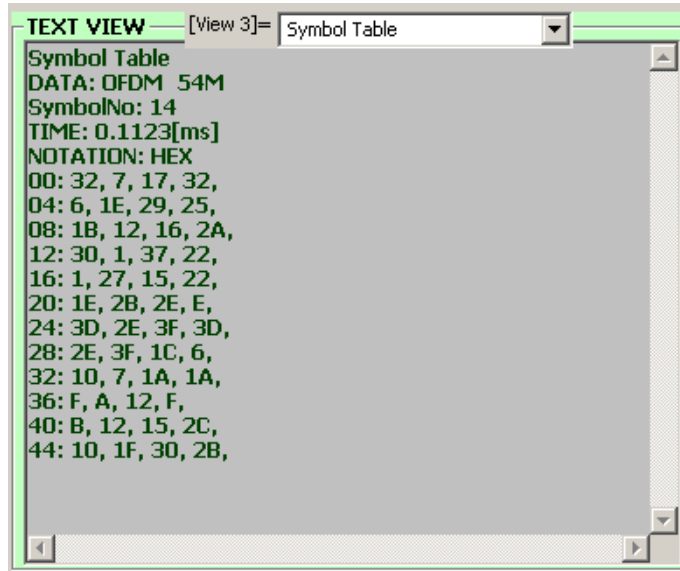 TEXT VIEW [View 3]= Symbol Table
Symbol Table
DATA: OFDM 54M
SymbolNo: 14
TIME: 0.1123[ms]
NOTATION: HEX
00: 32, 7, 17, 32,
04: 6, 1E, 29, 25,
08: 1B, 12, 16, 2A,
12: 30, 1, 37, 22,
16: 1, 27, 15, 22,
20: 1E, 2B, 2E, E,
24: 3D, 2E, 3F, 3D,
28: 2E, 3F, 1C, 6,
32: 10, 7, 1A, 1A,
36: F, A, 12, F,
40: B, 12, 15, 2C,
44: 10, 1F, 30, 2B,